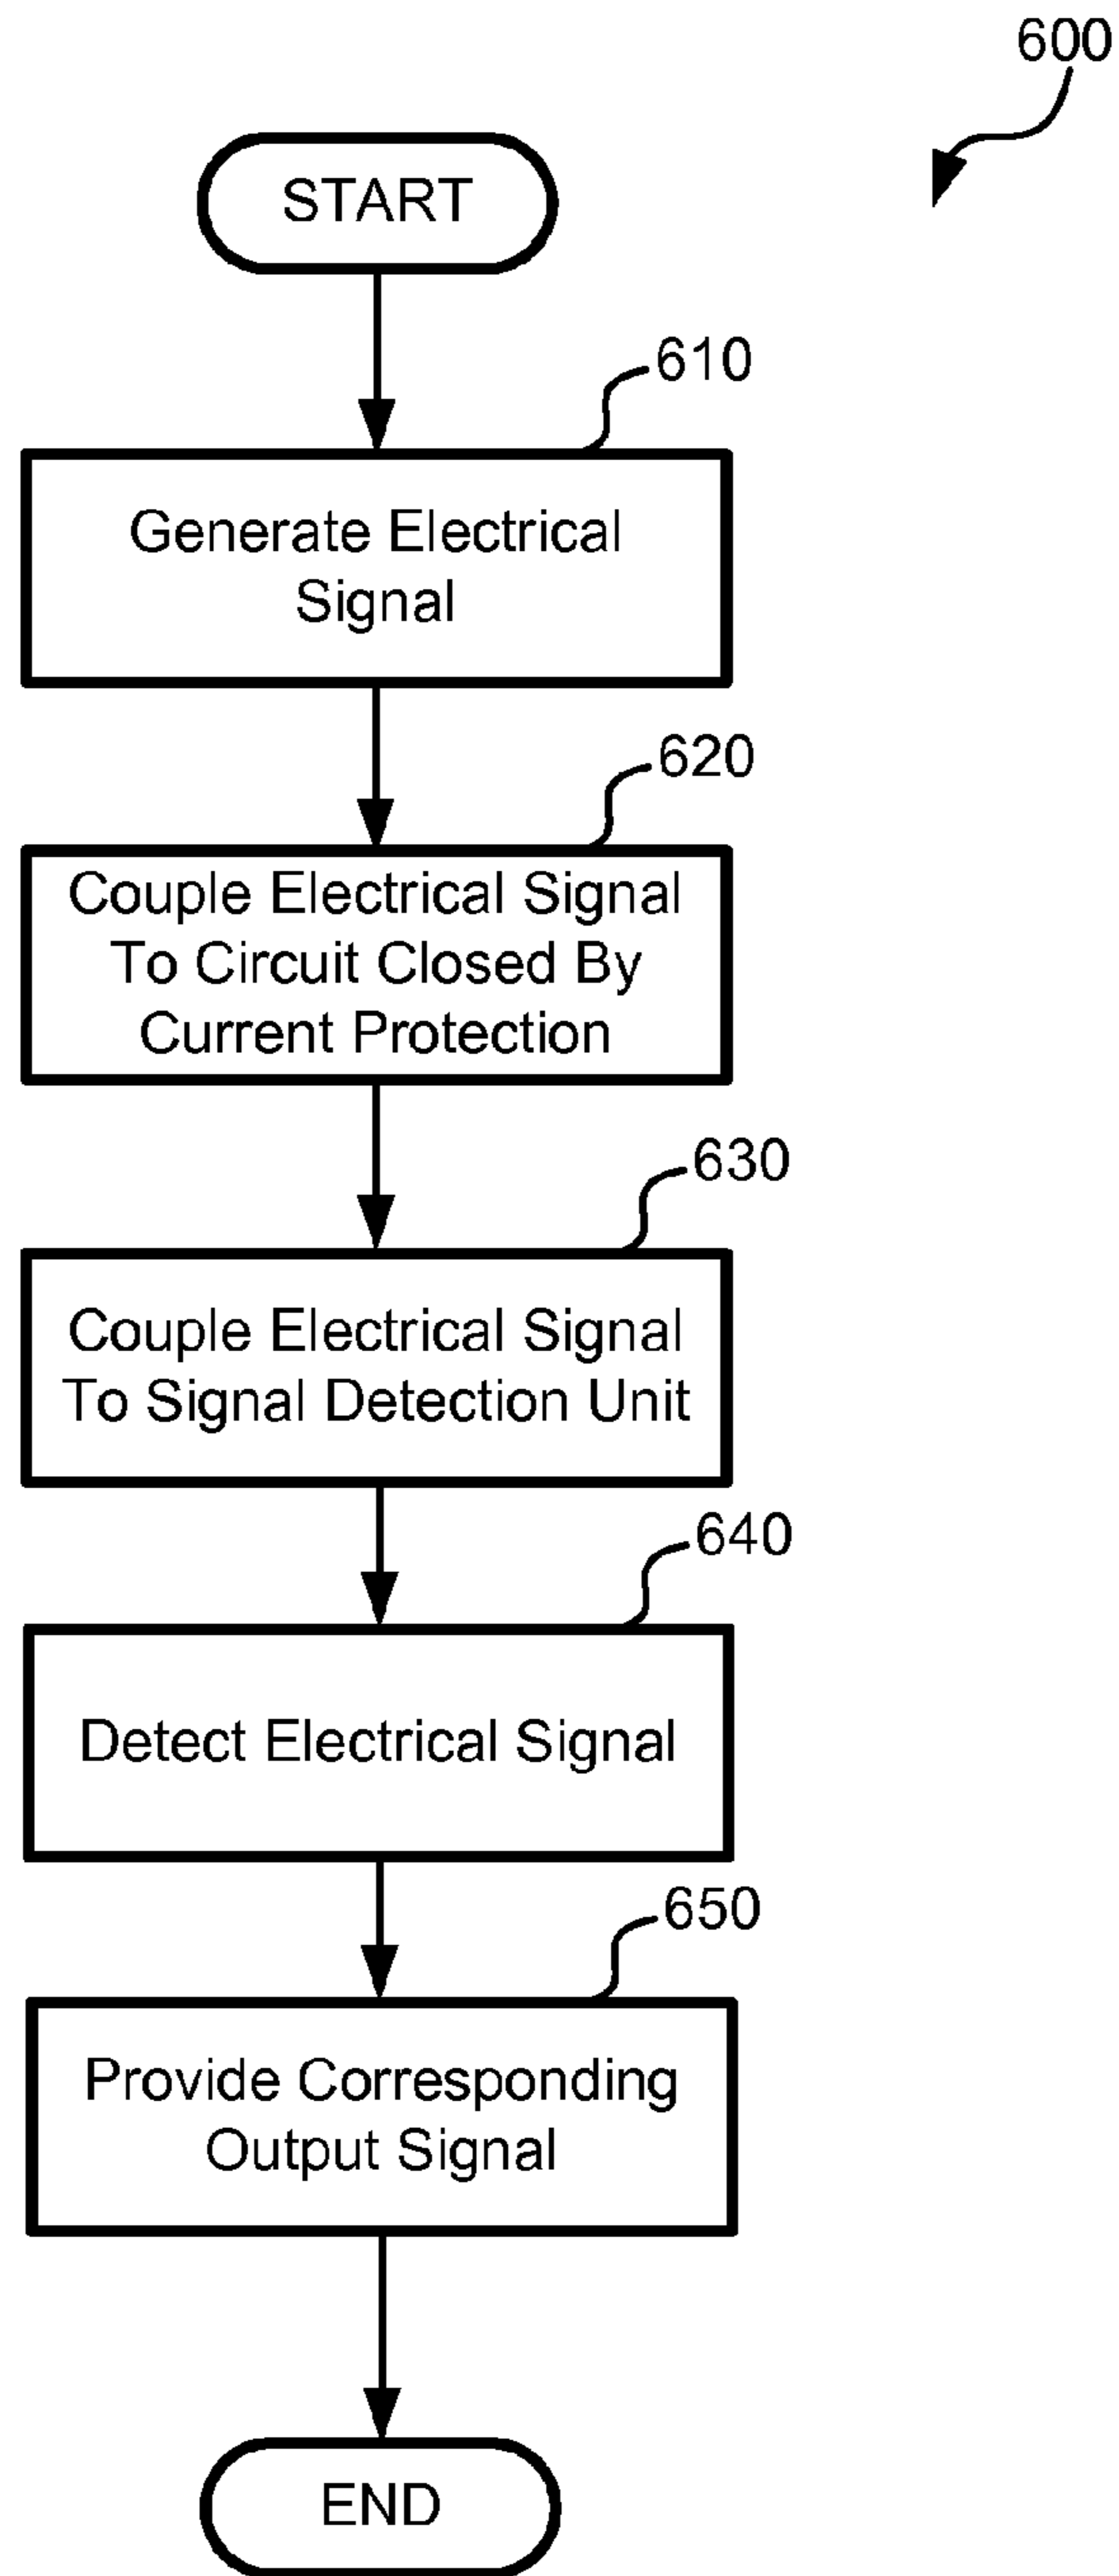 600
START
610
Generate Electrical
Signal
620
Couple Electrical Signal
To Circuit Closed By
Current Protection
630
Couple Electrical Signal
To Signal Detection Unit
640
Detect Electrical Signal
650
Provide Corresponding
Output Signal
END